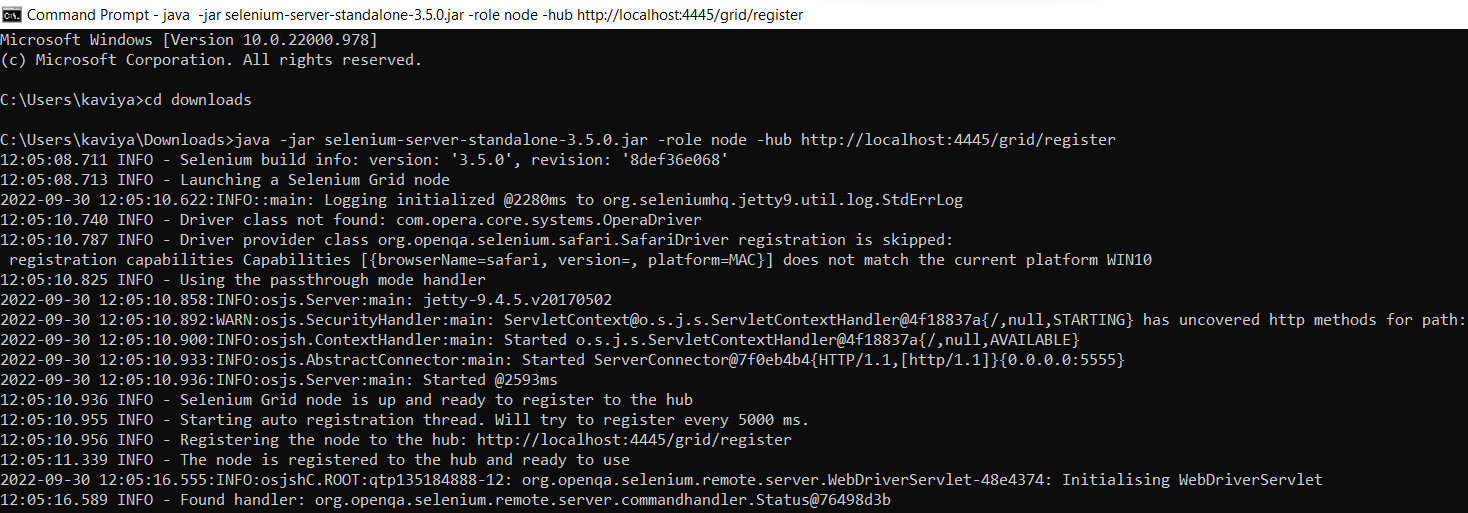 Command Prompt - java  -jar selenium-server-standalone-3.5.0.jar -role node -hub http://localhost:4445/grid/register
Microsoft Windows [Version 10.0.22000.978]
(c) Microsoft Corporation. All rights reserved.
C:\Users\kaviya>cd downloads
C:\Users\kaviya\Downloads>java -jar selenium-server-standalone-3.5.0.jar -role node -hub http://localhost:4445/grid/register
12:05:08.711 INFO - Selenium build info: version: '3.5.0', revision: '8def36e068'
12:05:08.713 INFO - Launching a Selenium Grid node
2022-09-30 12:05:10.622:INFO::main: Logging initialized @2280ms to org.seleniumhq.jetty9.util.log.StdErrLog
12:05:10.740 INFO - Driver class not found: com.opera.core.systems.OperaDriver
12:05:10.787 INFO - Driver provider class org.openqa.selenium.safari.SafariDriver registration is skipped:
 registration capabilities Capabilities [{browserName=safari, version=, platform=MAC}] does not match the current platform WIN10
12:05:10.825 INFO - Using the passthrough mode handler
2022-09-30 12:05:10.858:INFO:osjs.Server:main: jetty-9.4.5.v20170502
2022-09-30 12:05:10.892:WARN:osjs.SecurityHandler:main: ServletContext@o.s.j.s.ServletContextHandler@4f18837a{/,null,STARTING} has uncovered http methods for path:
2022-09-30 12:05:10.900:INFO:osjsh.ContextHandler:main: Started o.s.j.s.ServletContextHandler@4f18837a{/,null,AVAILABLE}
2022-09-30 12:05:10.933:INFO:osjs.AbstractConnector:main: Started ServerConnector@7f0eb4b4{HTTP/1.1,[http/1.1]}{0.0.0.0:5555}
2022-09-30 12:05:10.936:INFO:osjs.Server:main: Started @2593ms
12:05:10.936 INFO - Selenium Grid node is up and ready to register to the hub
12:05:10.955 INFO - Starting auto registration thread. Will try to register every 5000 ms.
12:05:10.956 INFO - Registering the node to the hub: http://localhost:4445/grid/register
12:05:11.339 INFO - The node is registered to the hub and ready to use
2022-09-30 12:05:16.555:INFO:osjshC.ROOT:qtp135184888-12: org.openqa.selenium.remote.server.WebDriverServlet-48e4374: Initialising WebDriverServlet
12:05:16.589 INFO - Found handler: org.openqa.selenium.remote.server.commandhandler.Status@76498d3b